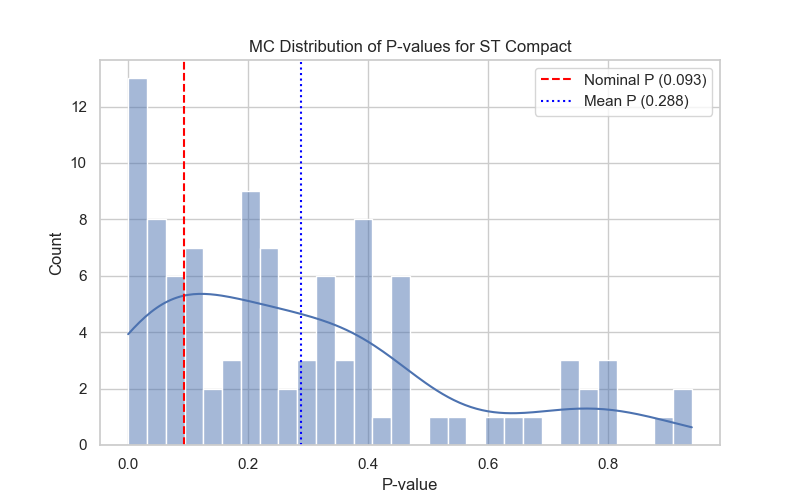 MC Distribution of P-values for ST Compact
Nominal P (0.093)
Mean P (0.288)
Count
12
10
8
6
4
2
0
0.0 0.2 0.4 0.6 0.8
P-value